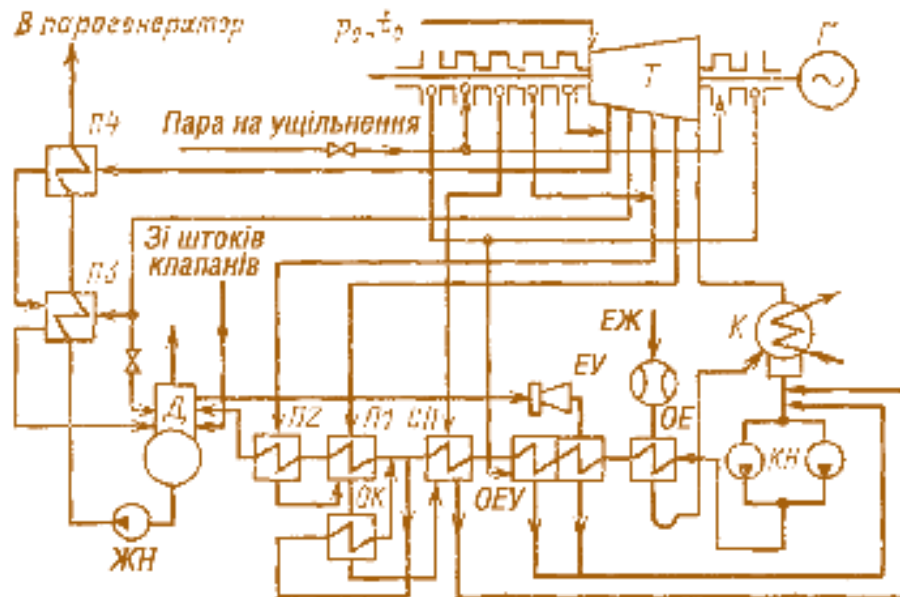 В парогенератор
p₀, t₀
Г
Т
П4
Пара на ущільнення
Зі штоків
клапанів
П3
К
ЕЖ
ЕУ
Д
П2
П1
СП
ОЕ
КН
ОК
ОЕУ
ЖН